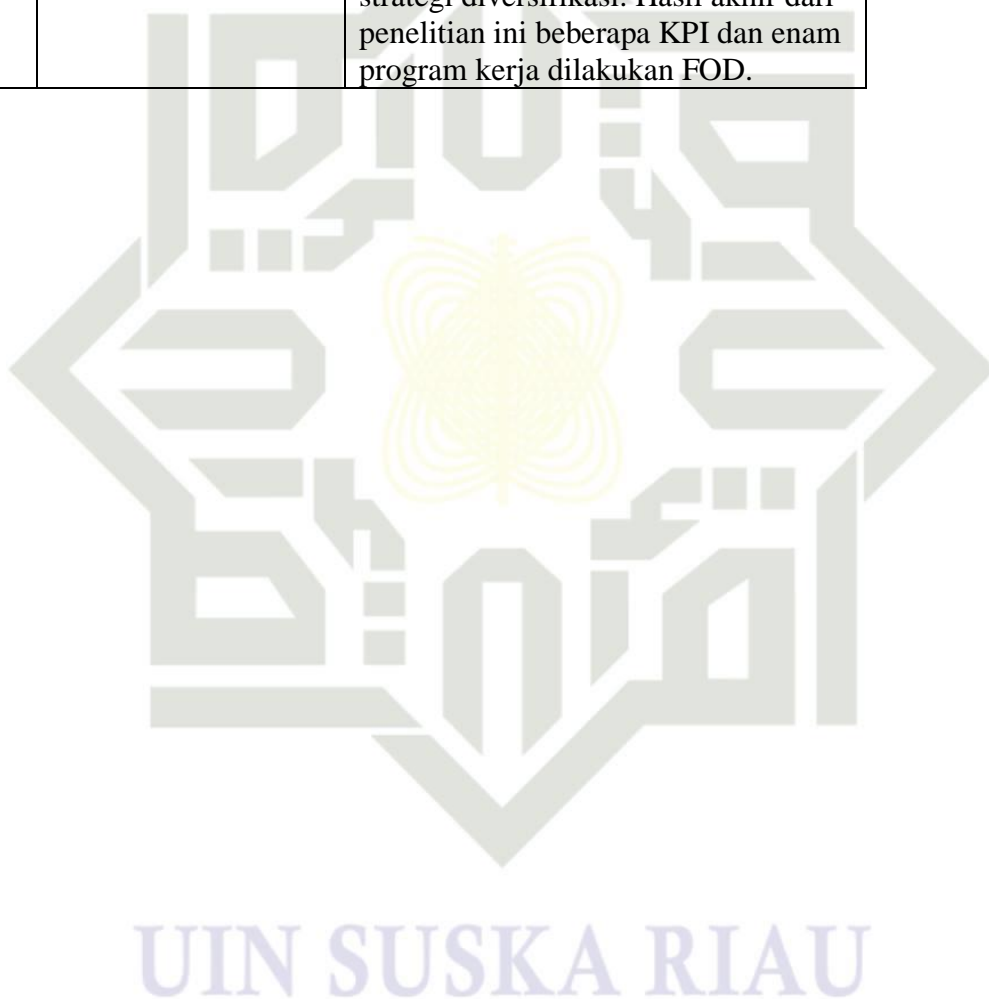 strategi diversifikasi. Hasil akhir dari
penelitian ini beberapa KPI dan enam
program kerja dilakukan FOD.
UIN SUSKA RIAU